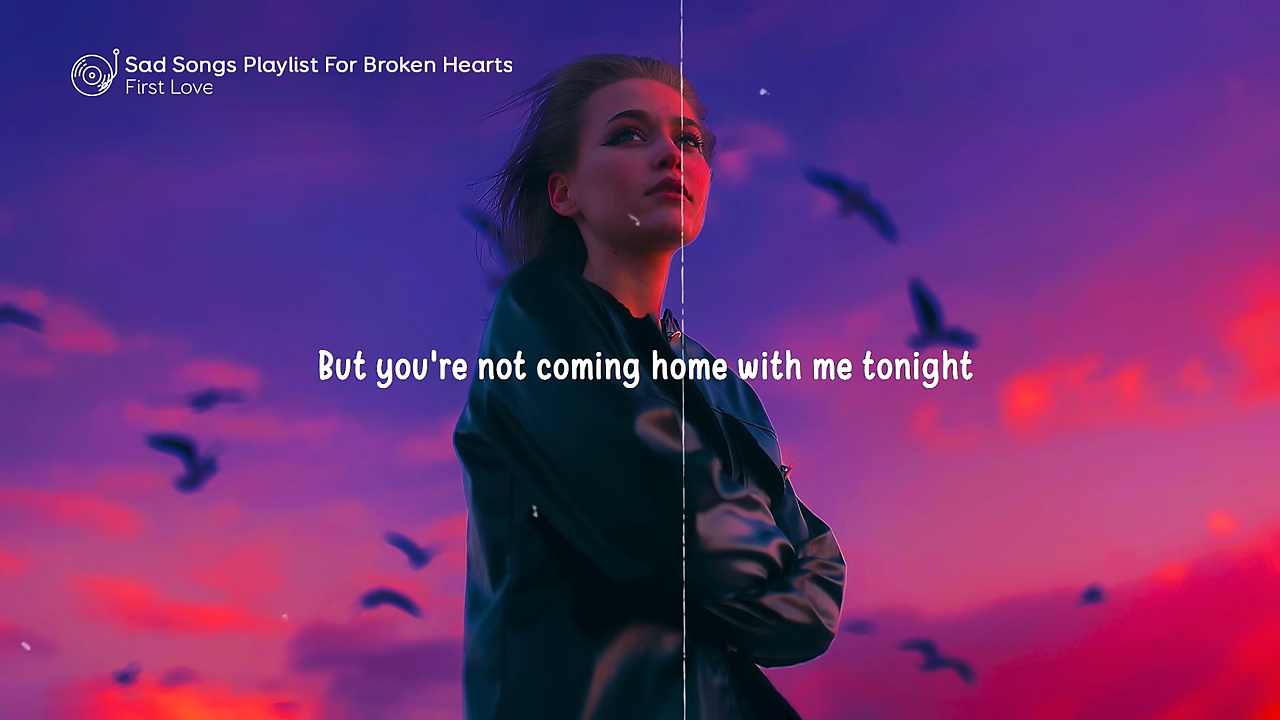 Sad Songs Playlist For Broken Hearts
First Love
But you're not coming home with me tonight